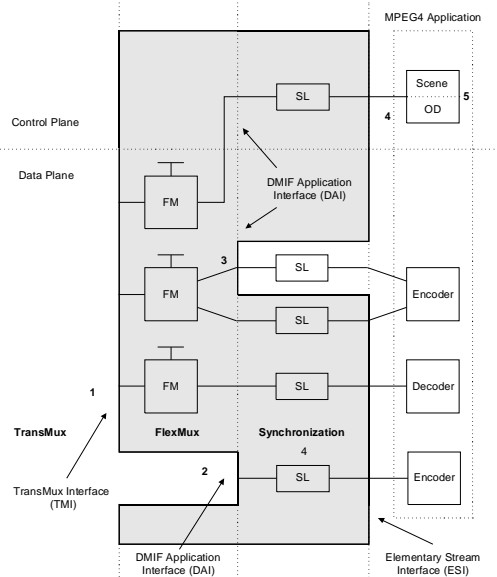 MPEG4 Application
Scene
SL
5
4
OD
Control Plane
Data Plane
DMIF Application
Interface (DAI)
FM
3
SL
FM
Encoder
SL
1
FM
SL
Decoder
TransMux
FlexMux
Synchronization
4
2
SL
Encoder
TransMux Interface
(TMI)
DMIF Application
Interface (DAI)
Elementary Stream
Interface (ESI)